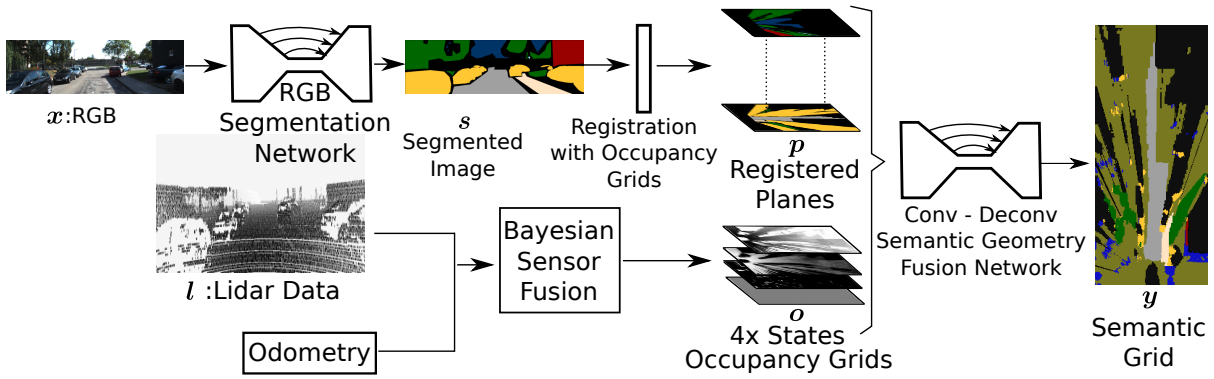 x:RGB
RGB
Segmentation
Network
s
Segmented
Image
Registration
with Occupancy
Grids
p
Registered
Planes
l :Lidar Data
Odometry
Bayesian
Sensor
Fusion
o
4x States
Occupancy Grids
Conv - Deconv
Semantic Geometry
Fusion Network
y
Semantic
Grid